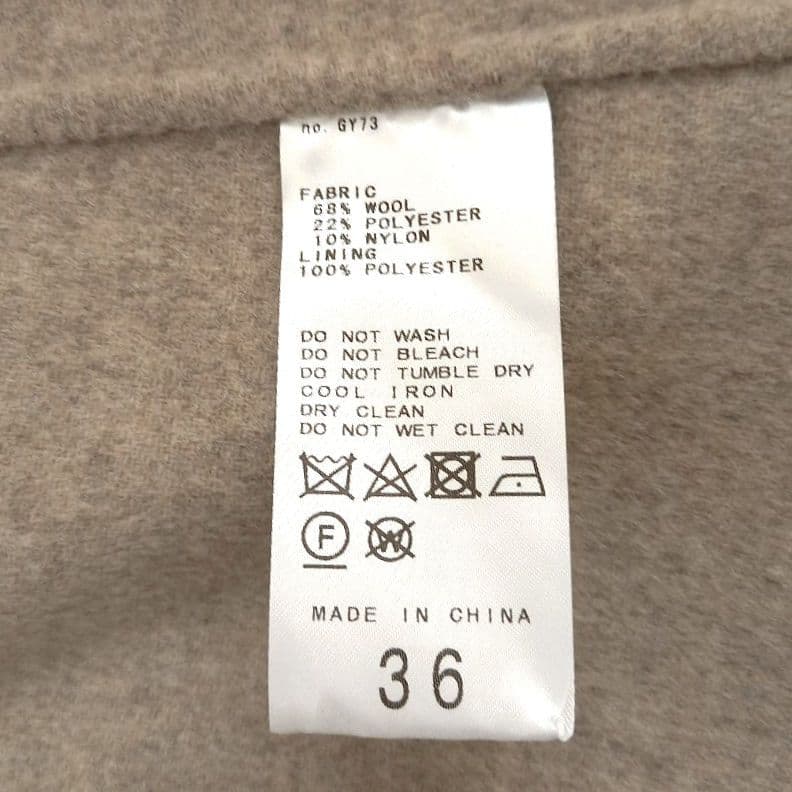 no. GY73
FABRIC
68% WOOL
22% POLYESTER
10% NYLON
LINING
100% POLYESTER
DO NOT WASH
DO NOT BLEACH
DO NOT TUMBLE DRY
COOL IRON
DRY CLEAN
DO NOT WET CLEAN
F W
MADE IN CHINA
36